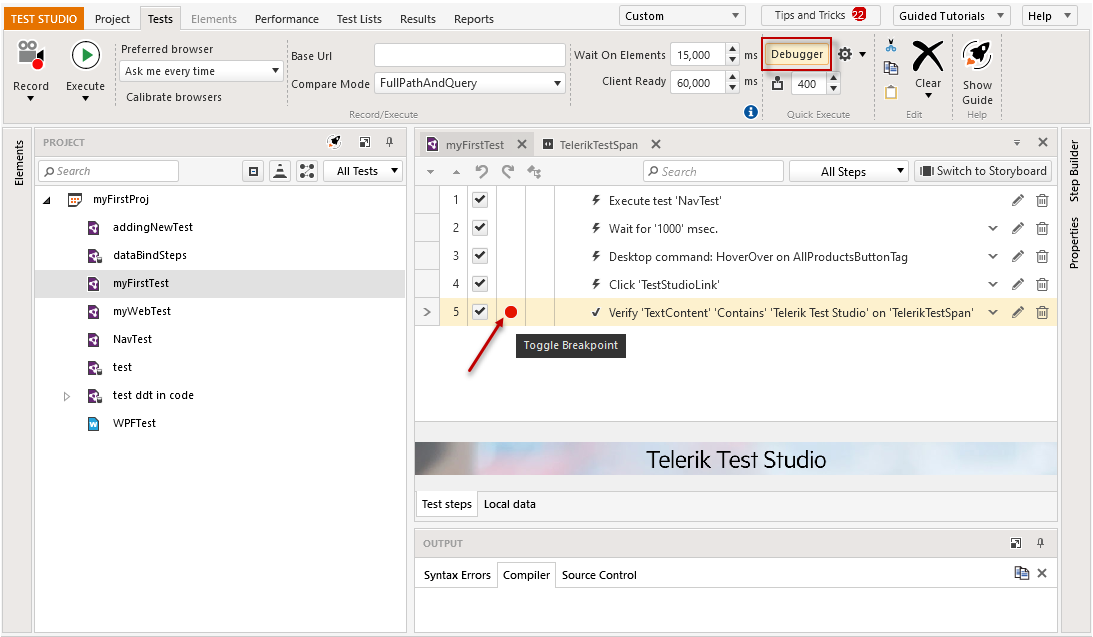 TEST STUDIO Project Tests Elements Performance Test Lists Results Reports Custom Tips and Tricks 22 Guided Tutorials Help
Record
Execute
Preferred browser
Ask me every time
Calibrate browsers
Base Url
Compare Mode FullPathAndQuery
Record/Execute
Wait On Elements 15,000 ms
Client Ready 60,000 ms
Debugger
400
Quick Execute
Clear
Edit
Show
Guide
Help
Elements
PROJECT
Search All Tests
myFirstProj
addingNewTest
dataBindSteps
myFirstTest
myWebTest
NavTest
test
test ddt in code
WPFTest
myFirstTest TelerikTestSpan
Search All Steps Switch to Storyboard
1 Execute test 'NavTest'
2 Wait for '1000' msec.
3 Desktop command: HoverOver on AllProductsButtonTag
4 Click 'TestStudioLink'
5 Verify 'TextContent' 'Contains' 'Telerik Test Studio' on 'TelerikTestSpan'
Toggle Breakpoint
Telerik Test Studio
Test steps Local data
OUTPUT
Syntax Errors Compiler Source Control
Step Builder
Properties